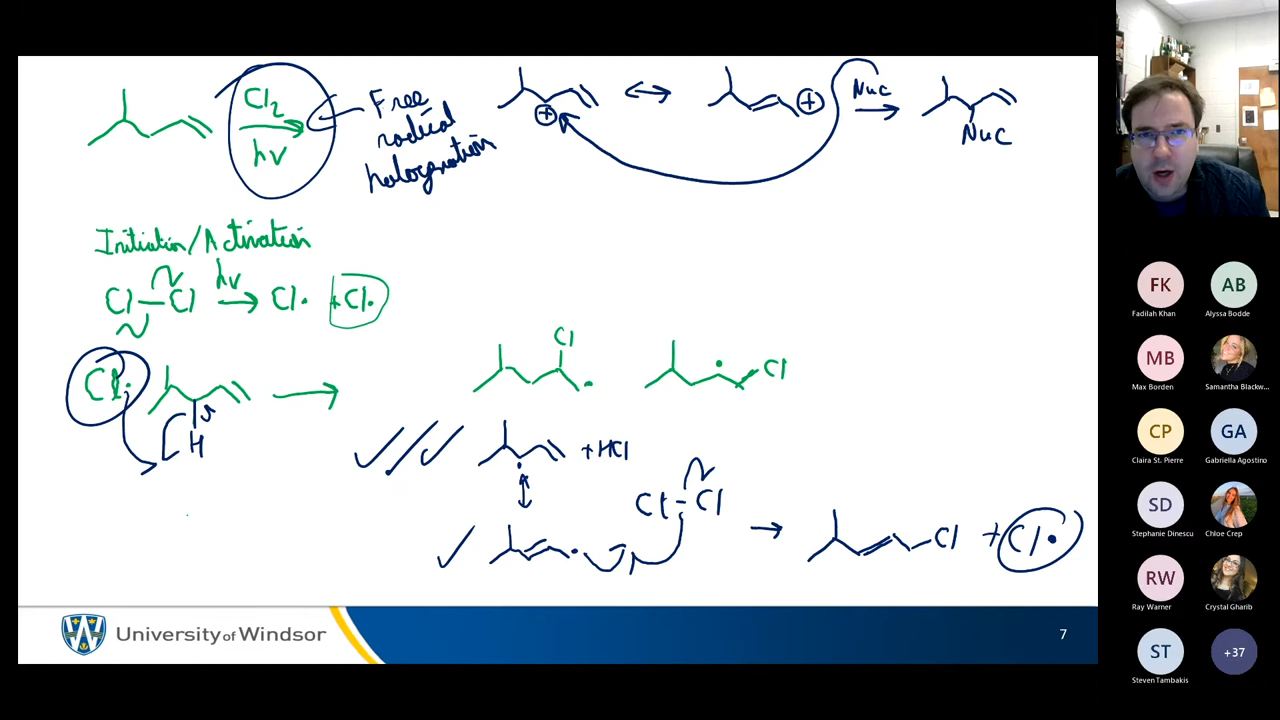 Cl2
hν
Free
radical
halogenation
+
+
Nuc
Nuc
Initiation/Activation
Cl—Cl hν → Cl· + Cl·
Cl
Cl
Cl·
H
+ HCl
Cl–Cl
Cl + Cl·
University of Windsor
7
FK
Fadilah Khan
AB
Alyssa Bodde
MB
Max Borden
Samantha Blackw...
CP
Claira St. Pierre
GA
Gabriella Agostino
SD
Stephanie Dinescu
Chloe Crep
RW
Ray Warner
Crystal Gharib
ST
Steven Tambakis
+37